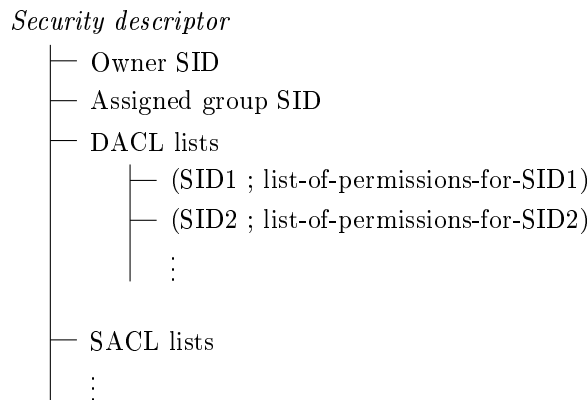 Security descriptor
Owner SID
Assigned group SID
DACL lists
(SID1 ; list-of-permissions-for-SID1)
(SID2 ; list-of-permissions-for-SID2)
⋮
SACL lists
⋮